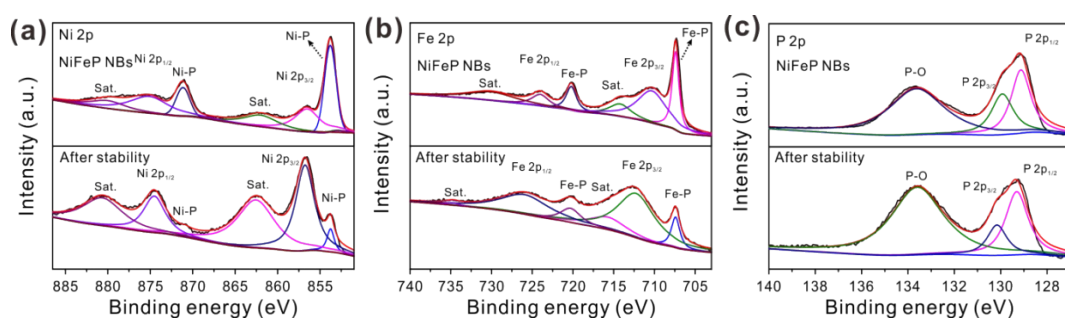 (a)
Ni 2p
NiFeP NBs
Ni 2p1/2
Ni-P
Ni-P
Ni 2p3/2
Sat.
Sat.
After stability
Ni 2p3/2
Ni 2p1/2
Sat.
Sat.
Ni-P
Ni-P
Intensity (a.u.)
885 880 875 870 865 860 855
Binding energy (eV)
(b)
Fe 2p
NiFeP NBs
Fe-P
Fe 2p1/2
Fe-P
Fe 2p3/2
Sat.
Sat.
After stability
Fe 2p1/2
Fe 2p3/2
Fe-P
Sat.
Fe-P
Sat.
Intensity (a.u.)
740 735 730 725 720 715 710 705
Binding energy (eV)
(c)
P 2p
NiFeP NBs
P 2p1/2
P-O
P 2p3/2
After stability
P 2p1/2
P-O
P 2p3/2
Intensity (a.u.)
140 138 136 134 132 130 128
Binding energy (eV)